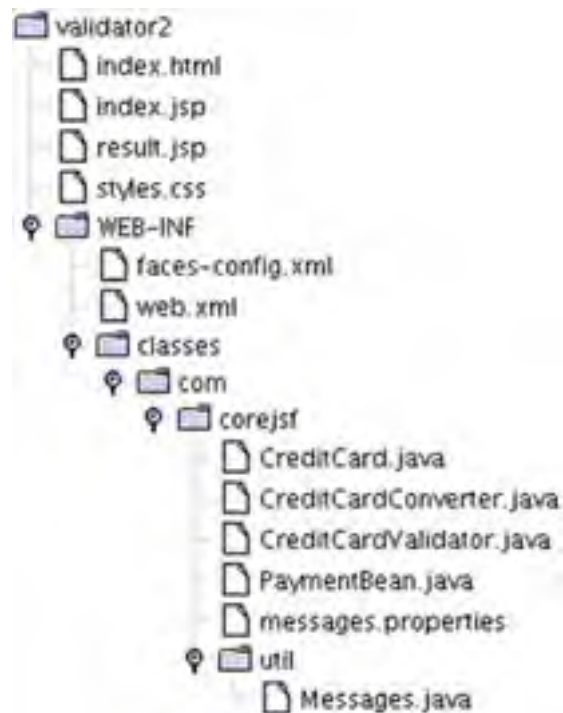 validator2
index.html
index.jsp
result.jsp
styles.css
WEB-INF
faces-config.xml
web.xml
classes
com
corejsf
CreditCard.java
CreditCardConverter.java
CreditCardValidator.java
PaymentBean.java
messages.properties
util
Messages.java